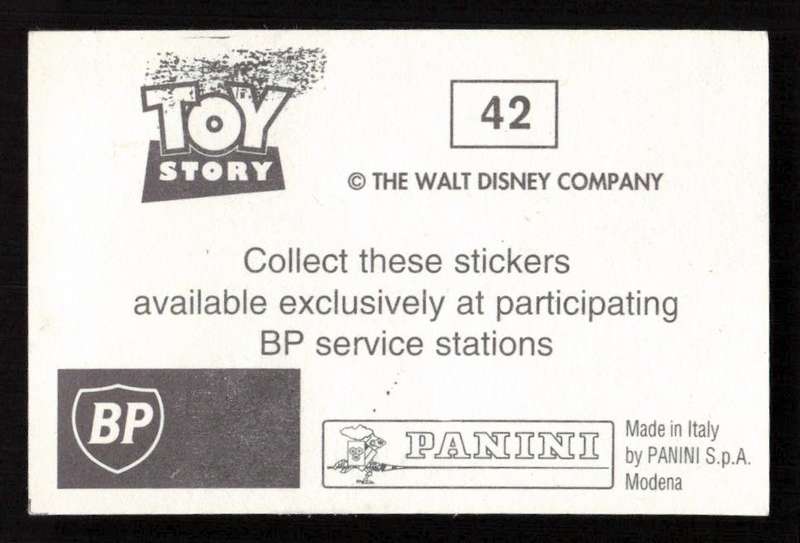 TOY
STORY
42
© THE WALT DISNEY COMPANY
Collect these stickers
available exclusively at participating
BP service stations
BP
PANINI
Made in Italy
by PANINI S.p.A.
Modena